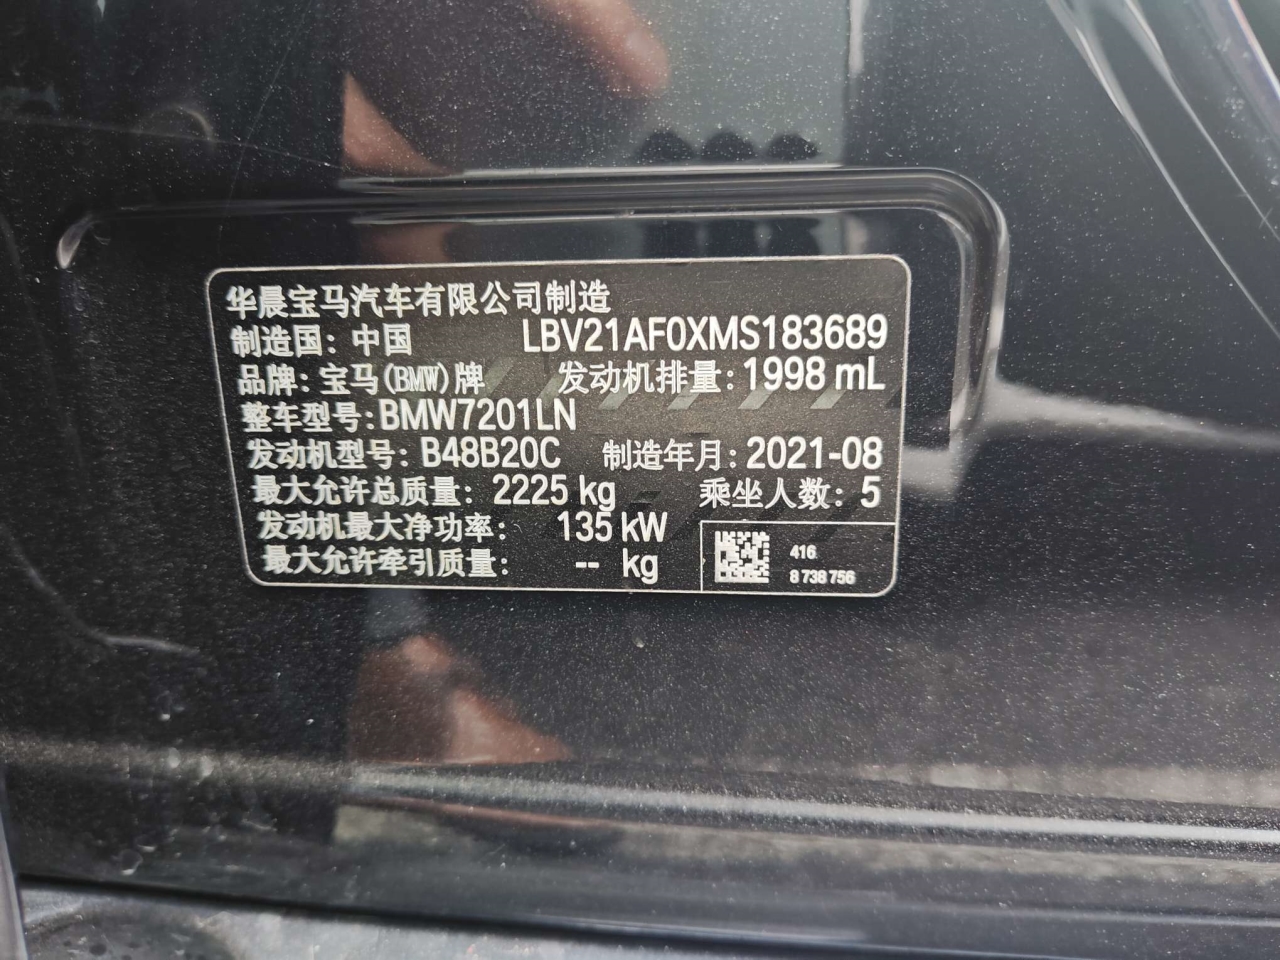 华晨宝马汽车有限公司制造
制造国: 中国 LBV21AF0XMS183689
品牌: 宝马(BMW)牌 发动机排量: 1998 mL
整车型号: BMW7201LN
发动机型号: B48B20C 制造年月: 2021-08
最大允许总质量: 2225 kg 乘坐人数: 5
发动机最大净功率: 135 kW
最大允许牵引质量: -- kg
416
8 738 756